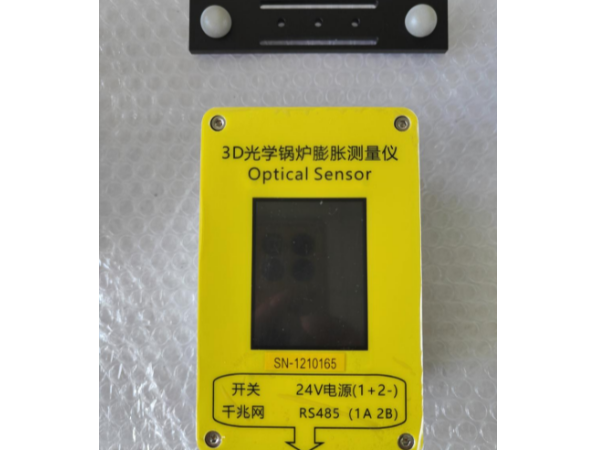 3D光学锅炉膨胀测量仪
Optical Sensor
SN-1210165
开关 24V电源(1+2-)
千兆网 RS485 (1A 2B)